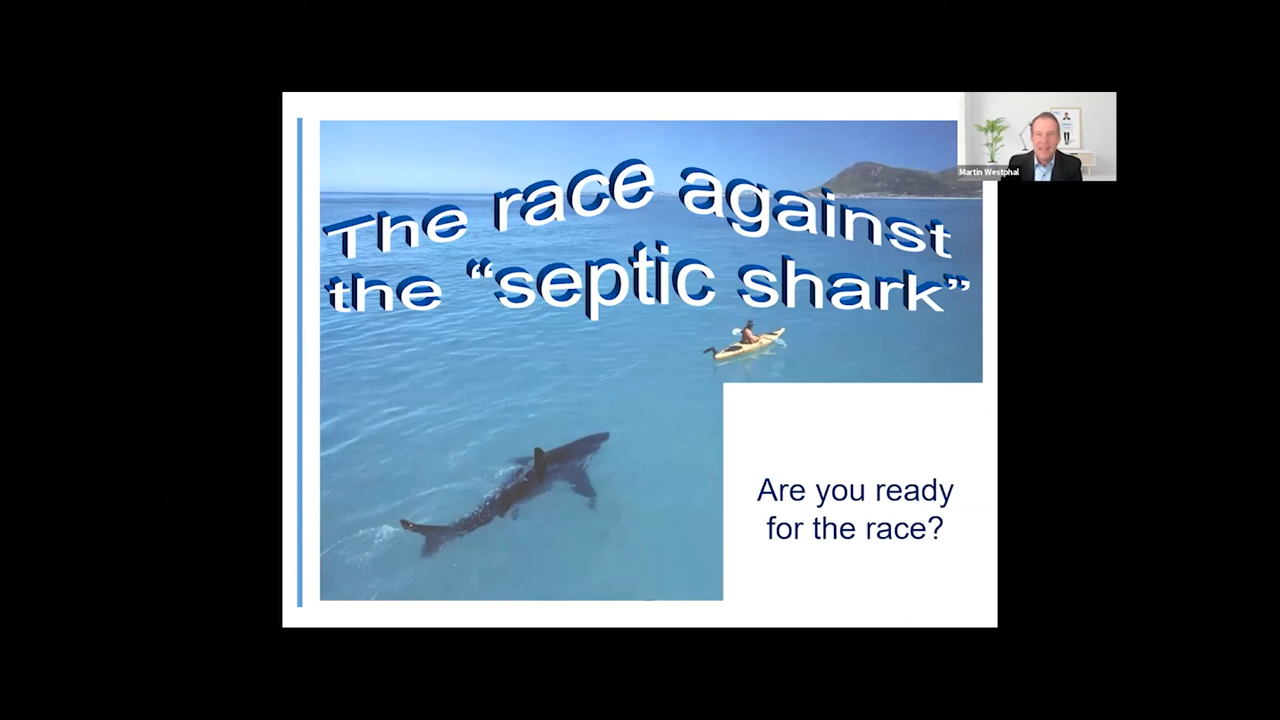 The race against
the “septic shark”
Martin Westphal
Are you ready
for the race?